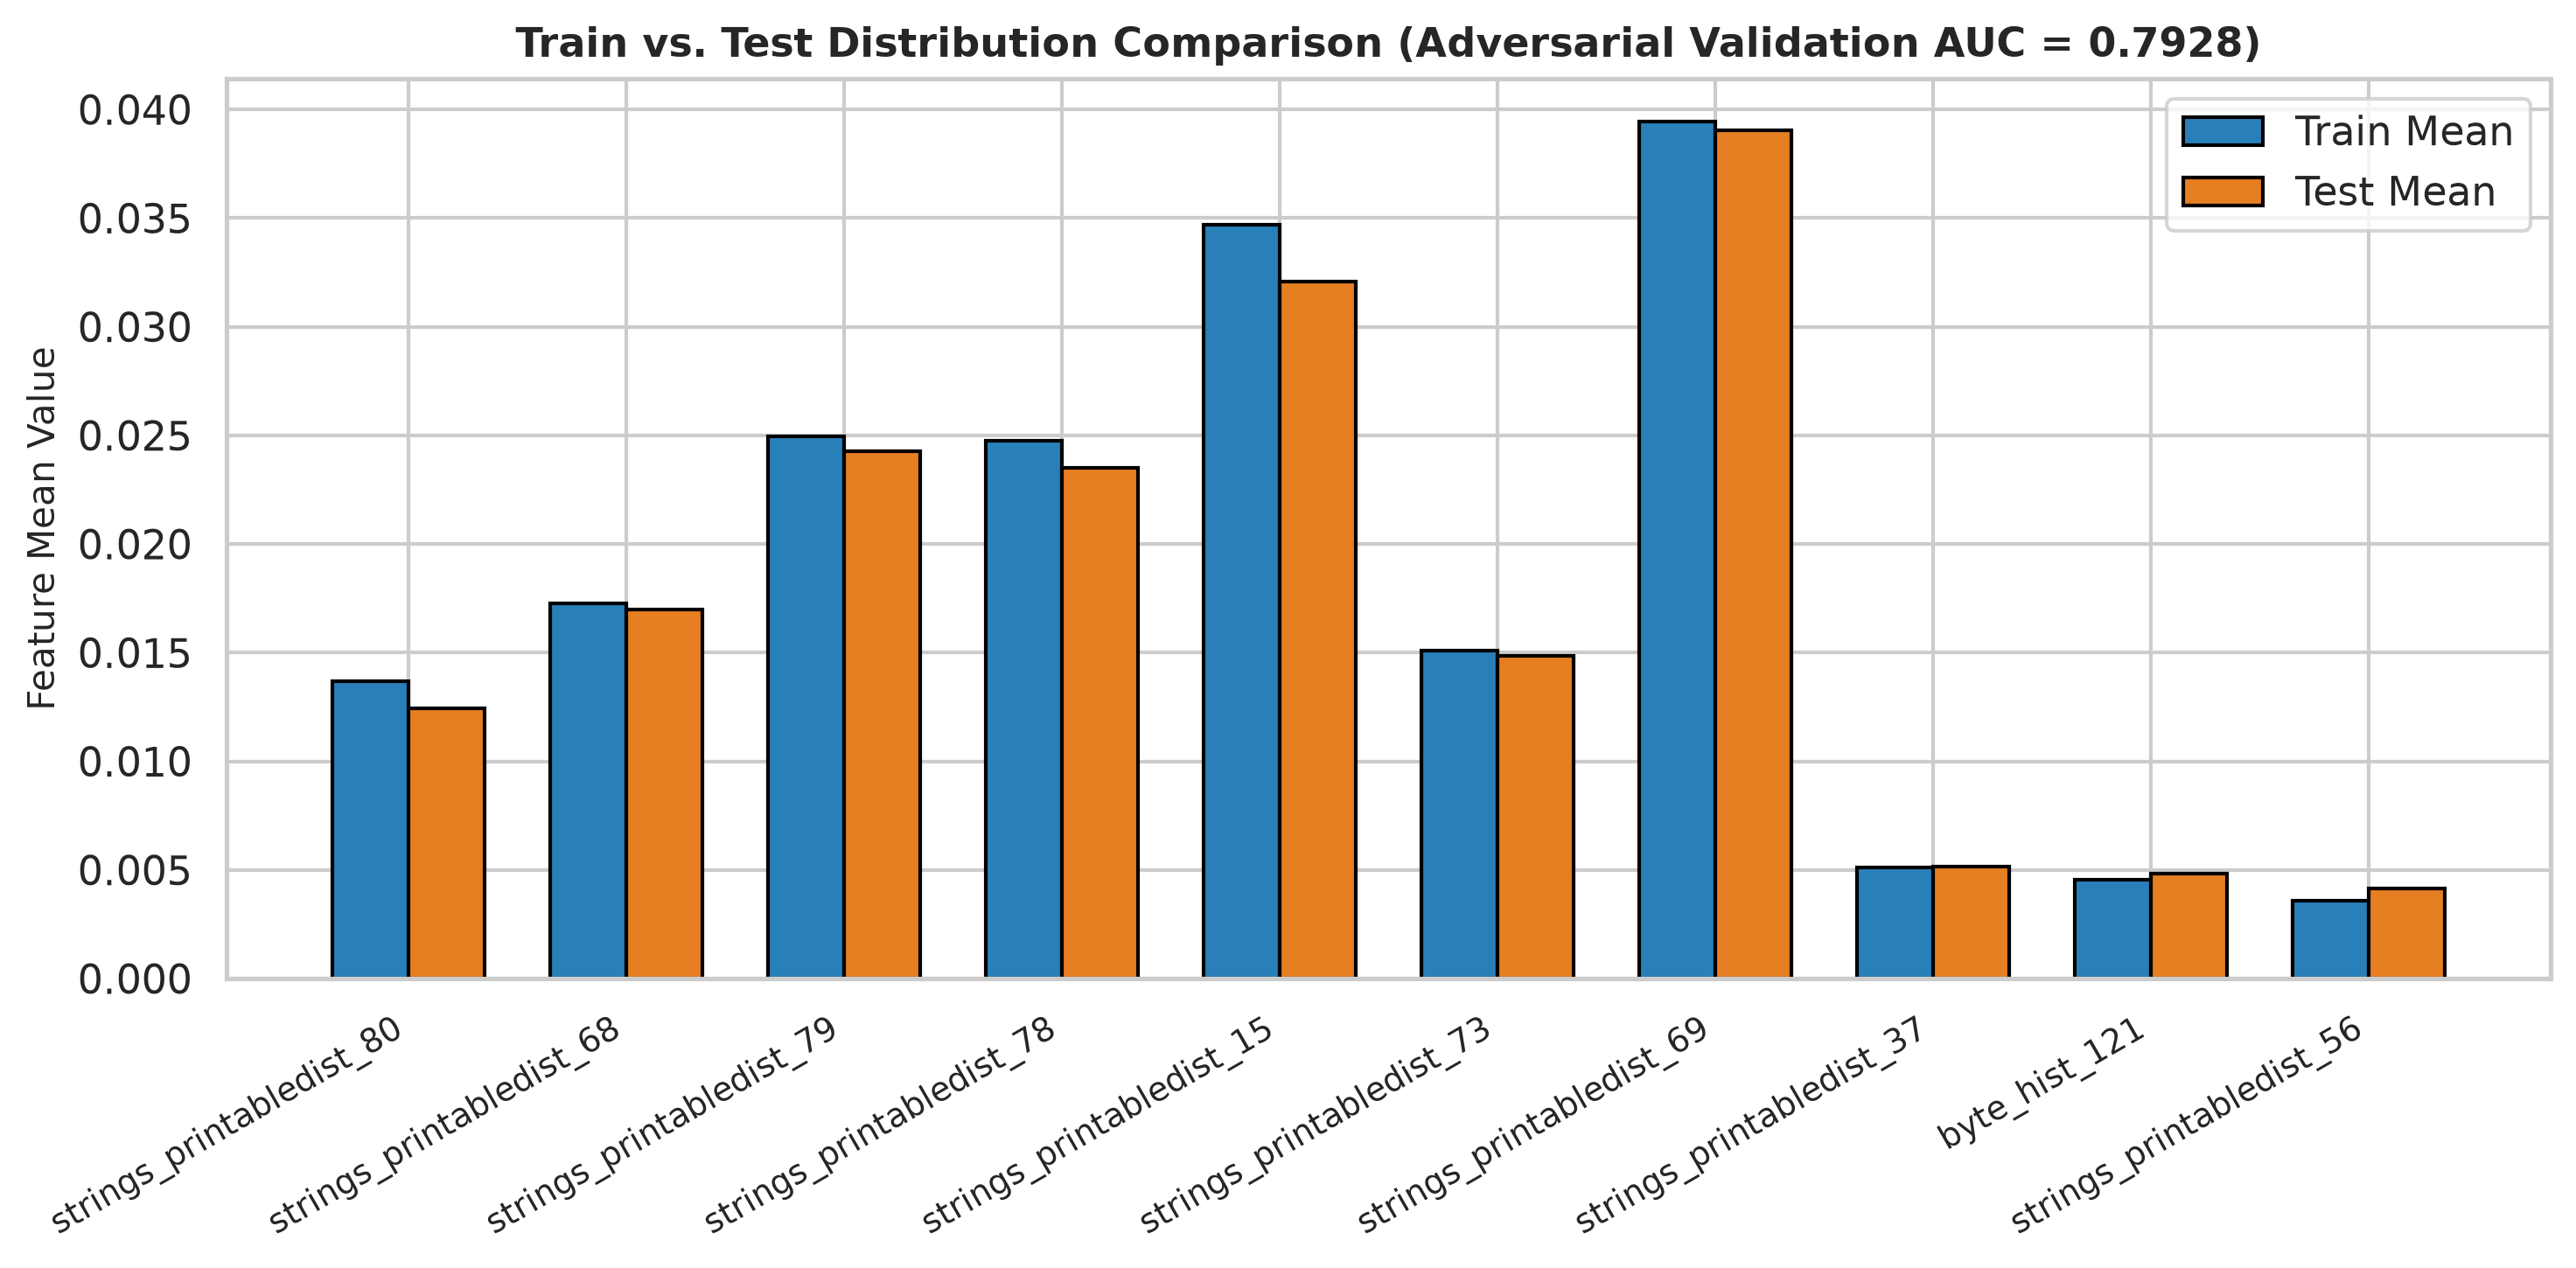 Train vs. Test Distribution Comparison (Adversarial Validation AUC = 0.7928)
Train Mean
Test Mean
Feature Mean Value
0.040
0.035
0.030
0.025
0.020
0.015
0.010
0.005
0.000
strings_printabledist_80
strings_printabledist_68
strings_printabledist_79
strings_printabledist_78
strings_printabledist_15
strings_printabledist_73
strings_printabledist_69
strings_printabledist_37
byte_hist_121
strings_printabledist_56